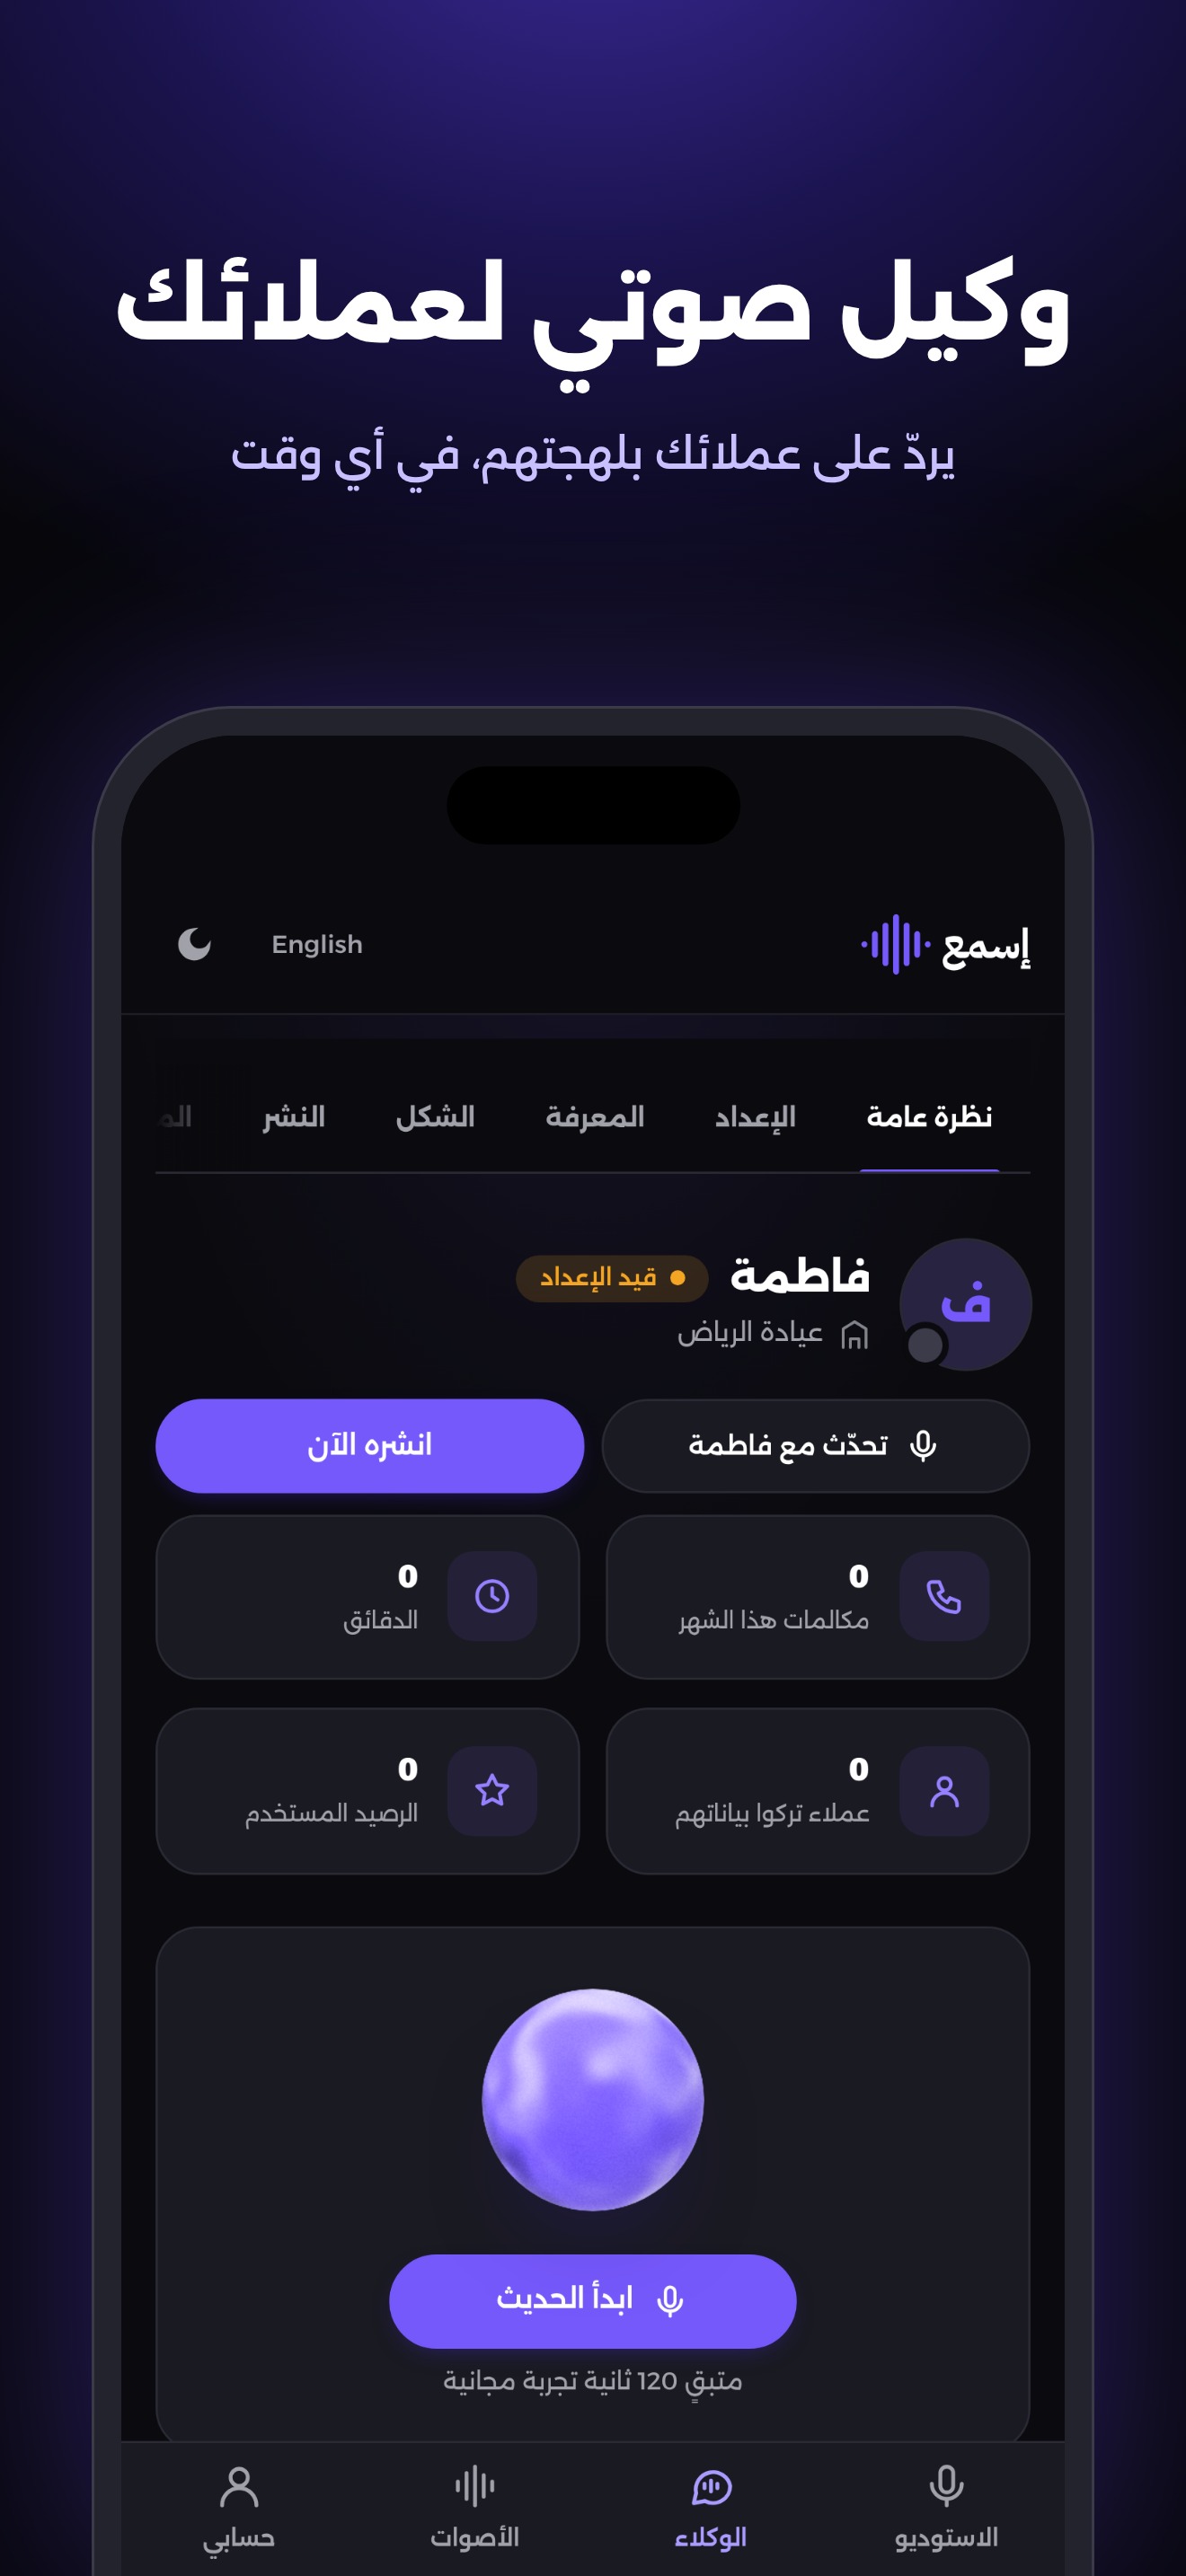 وكيل صوتي لعملائك
يردّ على عملائك بلهجتهم، في أي وقت
إسمع
English
نظرة عامة
الإعداد
المعرفة
الشكل
النشر
فاطمة
قيد الإعداد
عيادة الرياض
تحدّث مع فاطمة
انشره الآن
0
مكالمات هذا الشهر
0
الدقائق
0
عملاء تركوا بياناتهم
0
الرصيد المستخدم
ابدأ الحديث
متبقٍ 120 ثانية تجربة مجانية
الاستوديو
الوكلاء
الأصوات
حسابي